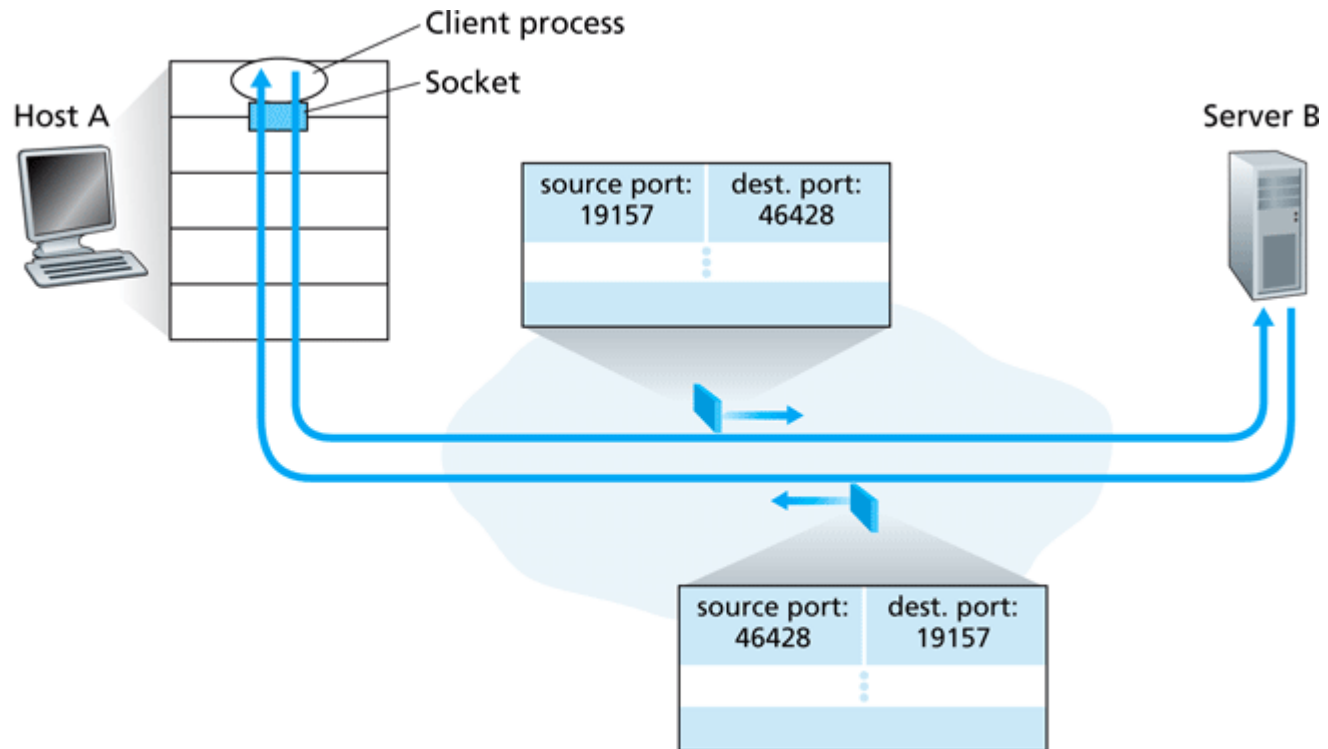 Client process
Socket
Host A
Server B
source port:
19157
dest. port:
46428
source port:
46428
dest. port:
19157